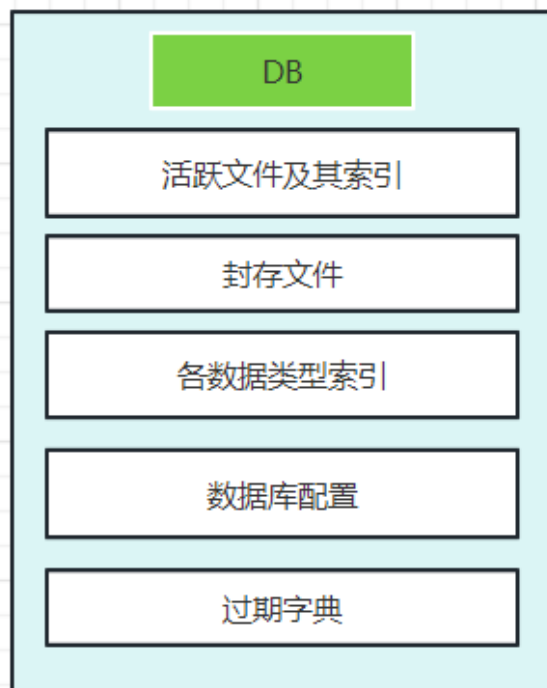 DB
活跃文件及其索引
封存文件
各数据类型索引
数据库配置
过期字典